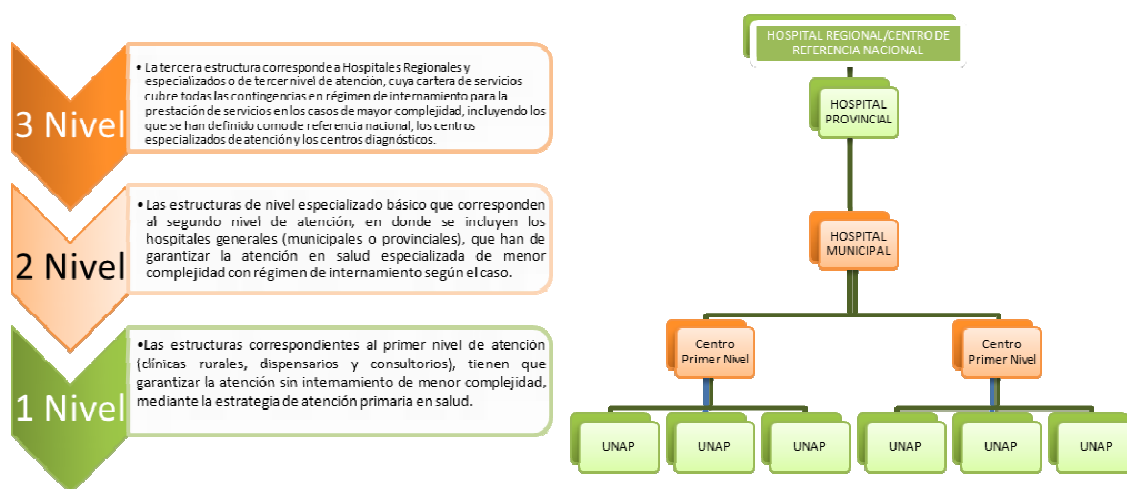 3 Nivel
• La tercera estructura corresponde a Hospitales Regionales y
especializados o de tercer nivel de atención, cuya cartera de servicios
cubre todas las contingencias en régimen de internamiento para la
prestación de servicios en los casos de mayor complejidad, incluyendo los
que se han definido como de referencia nacional, los centros
especializados de atención y los centros diagnósticos.
2 Nivel
• Las estructuras de nivel especializado básico que corresponden
al segundo nivel de atención, en donde se incluyen los
hospitales generales (municipales o provinciales), que han de
garantizar la atención en salud especializada de menor
complejidad con régimen de internamiento según el caso.
1 Nivel
•Las estructuras correspondientes al primer nivel de atención
(clínicas rurales, dispensarios y consultorios), tienen que
garantizar la atención sin internamiento de menor complejidad,
mediante la estrategia de atención primaria en salud.
HOSPITAL REGIONAL/CENTRO DE
REFERENCIA NACIONAL
HOSPITAL
PROVINCIAL
HOSPITAL
MUNICIPAL
Centro
Primer Nivel
Centro
Primer Nivel
UNAP
UNAP
UNAP
UNAP
UNAP
UNAP